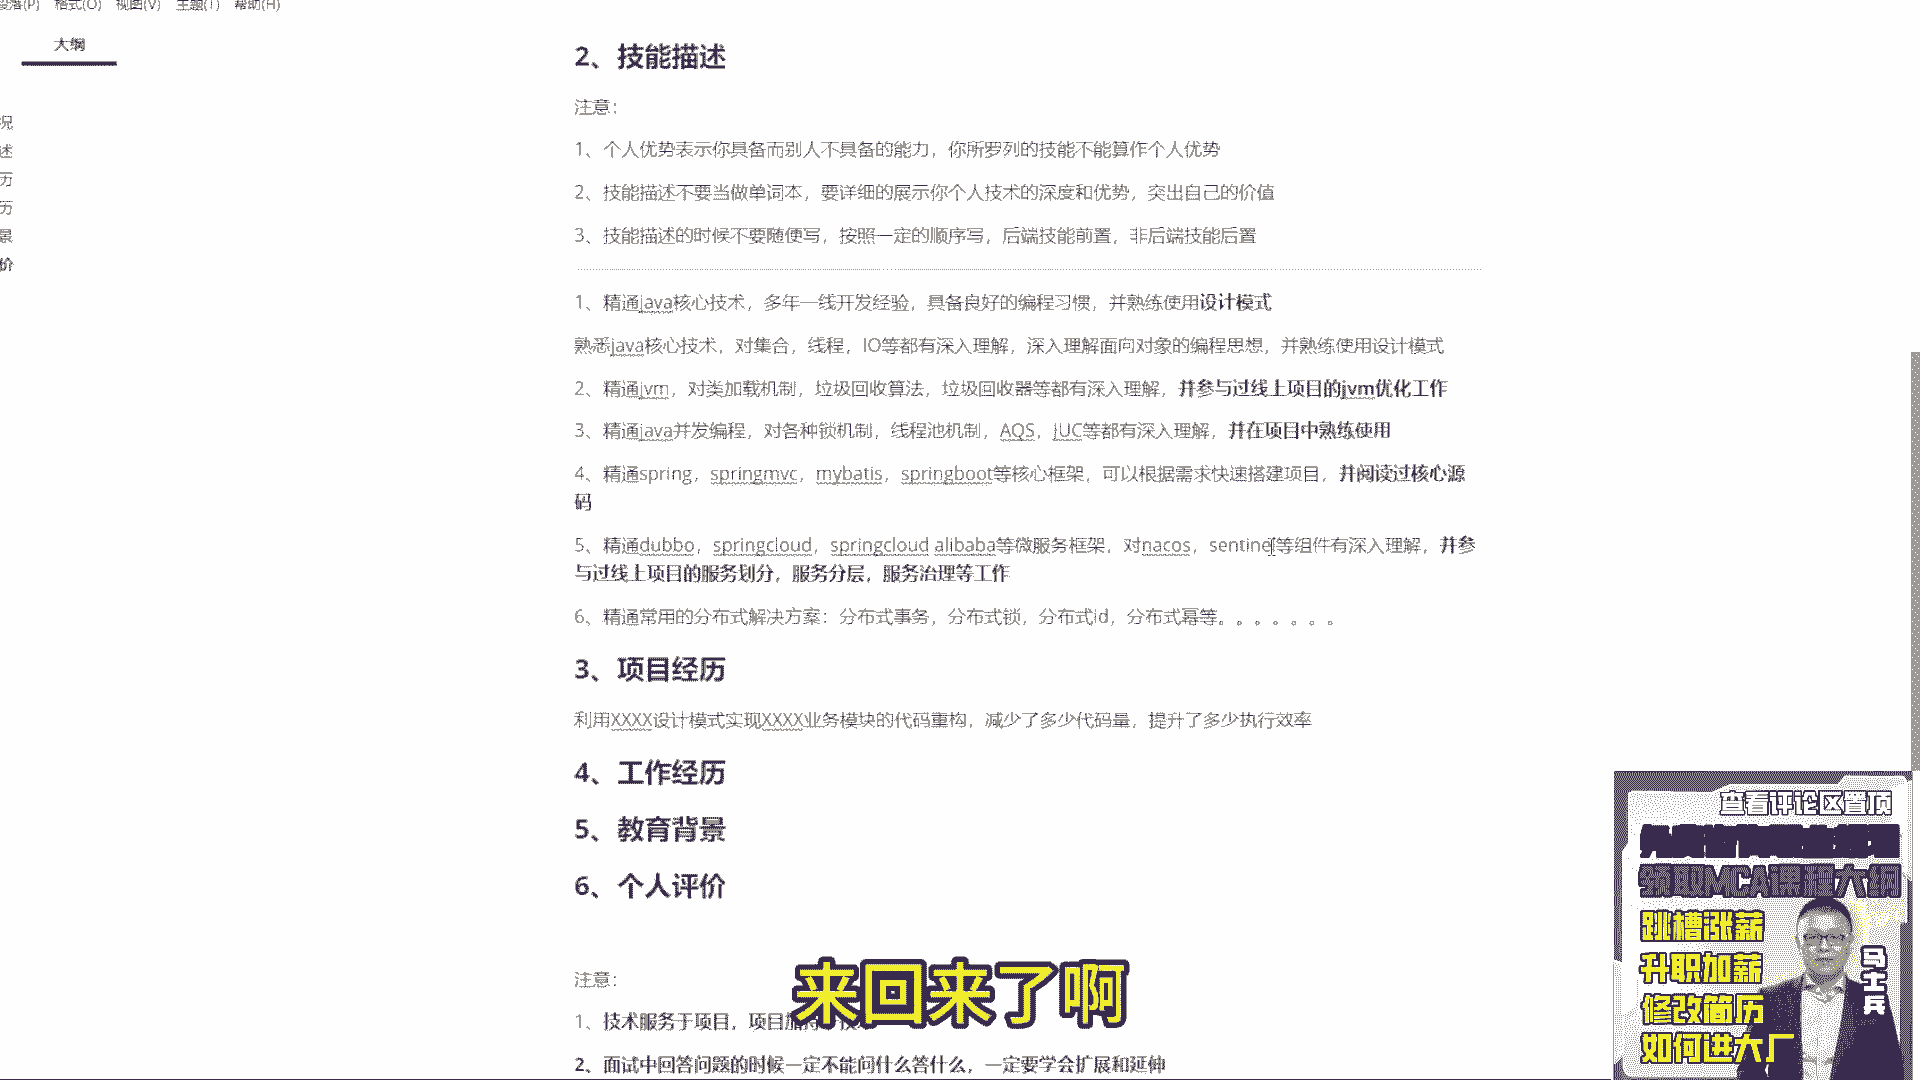 段落(P) 格式(O) 视图(V) 主题(T) 帮助(H)
大纲
况
述
历
历
景
价
2、技能描述
注意：
1、个人优势表示你具备而别人不具备的能力，你所罗列的技能不能算作个人优势
2、技能描述不要当做单词本，要详细的展示你个人技术的深度和优势，突出自己的价值
3、技能描述的时候不要随便写，按照一定的顺序写，后端技能前置，非后端技能后置
1、精通java核心技术，多年一线开发经验，具备良好的编程习惯，并熟练使用设计模式
熟悉java核心技术，对集合，线程，IO等都有深入理解，深入理解面向对象的编程思想，并熟练使用设计模式
2、精通jvm，对类加载机制，垃圾回收算法，垃圾回收器等都有深入理解，并参与过线上项目的jvm优化工作
3、精通java并发编程，对各种锁机制，线程池机制，AQS，JUC等都有深入理解，并在项目中熟练使用
4、精通spring，springmvc，mybatis，springboot等核心框架，可以根据需求快速搭建项目，并阅读过核心源
码
5、精通dubbo，springcloud，springcloud alibaba等微服务框架，对nacos，sentinel等组件有深入理解，并参
与过线上项目的服务划分，服务分层，服务治理等工作
6、精通常用的分布式解决方案：分布式事务，分布式锁，分布式id，分布式幂等。。。。。。。
3、项目经历
利用XXXX设计模式实现XXXX业务模块的代码重构，减少了多少代码量，提升了多少执行效率
4、工作经历
5、教育背景
6、个人评价
注意：
1、技术服务于项目，项目
2、面试中回答问题的时候一定不能问什么答什么，一定要学会扩展和延伸
来回来了啊
查看评论区置顶
领取MCA课程大纲
跳槽涨薪
升职加薪
修改简历
如何进大厂
马士兵